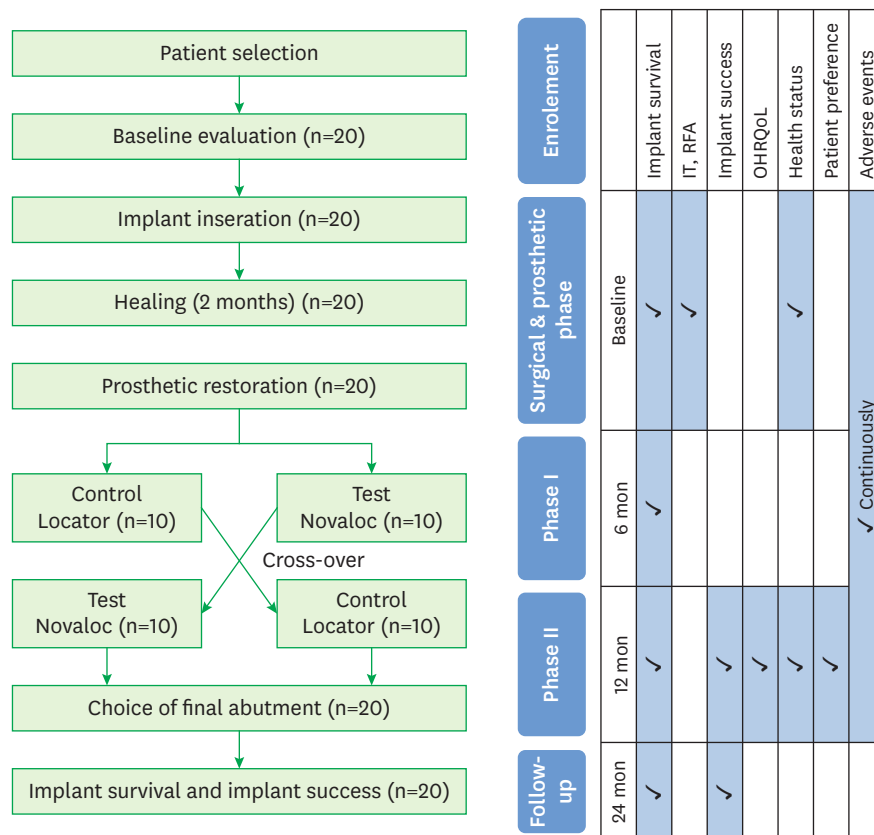 Patient selection
Baseline evaluation (n=20)
Implant inseration (n=20)
Healing (2 months) (n=20)
Prosthetic restoration (n=20)
Control
Locator (n=10)
Test
Novaloc (n=10)
Cross-over
Test
Novaloc (n=10)
Control
Locator (n=10)
Choice of final abutment (n=20)
Implant survival and implant success (n=20)
Enrolement
Surgical & prosthetic
phase
Phase I
Phase II
Follow-
up
Implant survival
IT, RFA
Implant success
OHRQoL
Health status
Patient preference
Adverse events
Baseline
✓
✓
✓
✓ Continuously
6 mon
✓
12 mon
✓
✓
✓
✓
✓
24 mon
✓
✓